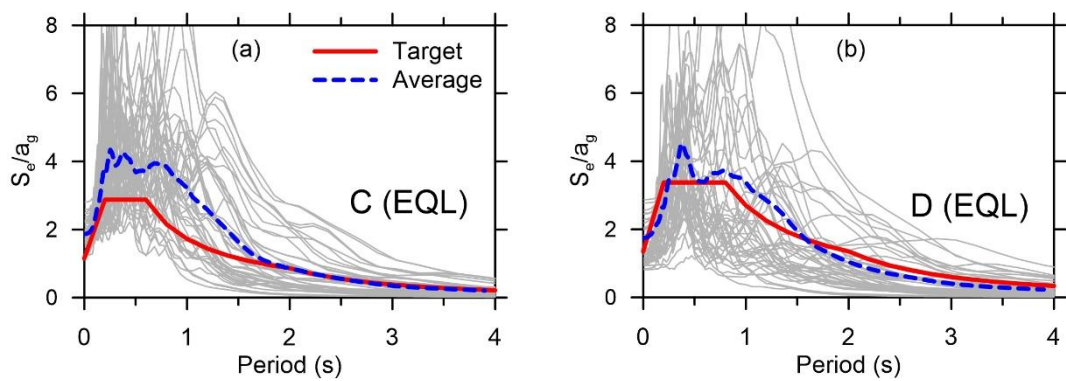 8
6
4
2
0
Se/ag
(a)
Target
Average
C (EQL)
0 1 2 3 4
Period (s)
8
6
4
2
0
Se/ag
(b)
D (EQL)
0 1 2 3 4
Period (s)